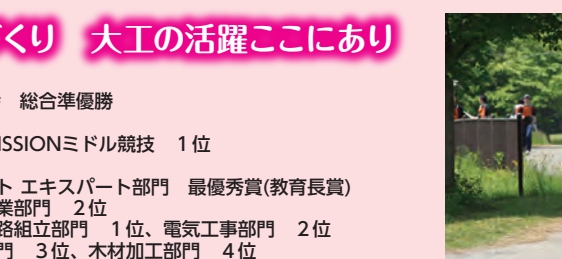 づくり 大工の活躍ここにあり
総合準優勝
ISSIONミドル競技 1位
ト エキスパート部門 最優秀賞(教育長賞)
業部門 2位
路組立部門 1位、電気工事部門 2位
門 3位、木材加工部門 4位